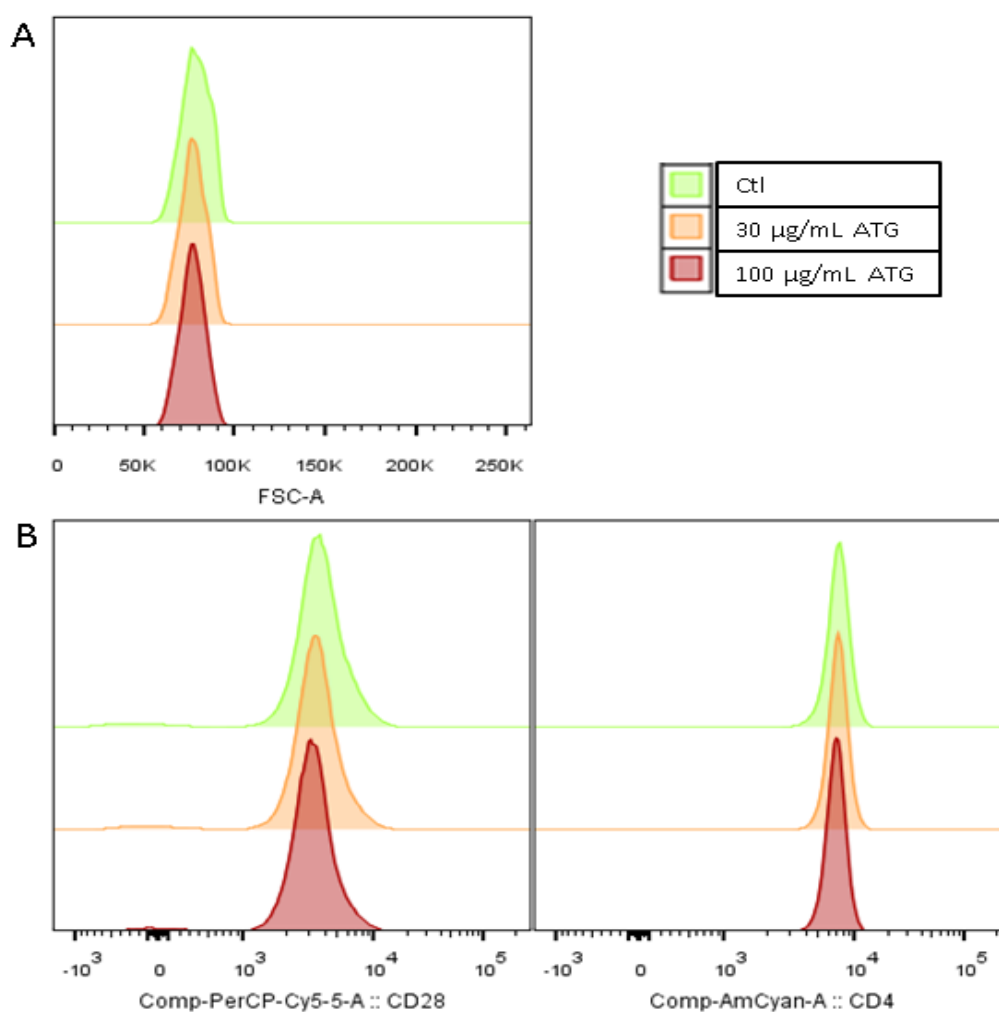 A
Ctl
30 µg/mL ATG
100 µg/mL ATG
0 50K 100K 150K 200K 250K
FSC-A
B
-10³ 0 10³ 10⁴ 10⁵
Comp-PerCP-Cy5-5-A :: CD28
-10³ 0 10³ 10⁴ 10⁵
Comp-AmCyan-A :: CD4